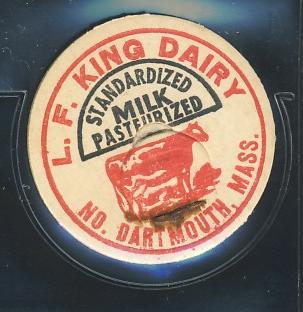 L. F. KING DAIRY
STANDARDIZED
MILK
PASTEURIZED
NO. DARTMOUTH, MASS.